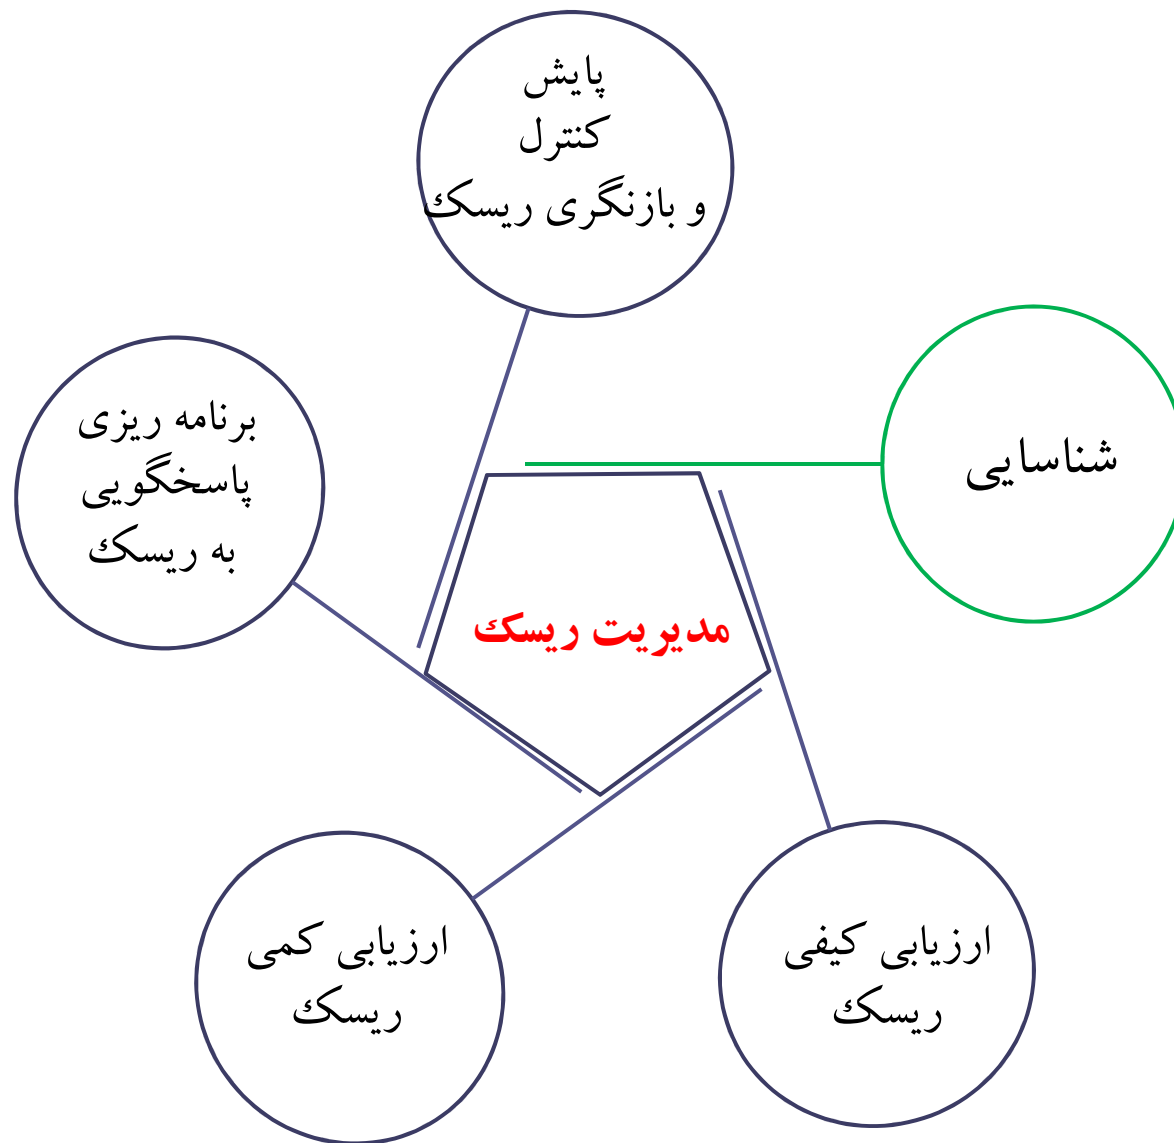 پایش
کنترل
و بازنگری ریسک
شناسایی
برنامه ریزی
پاسخگویی
به ریسک
مدیریت ریسک
ارزیابی کیفی
ریسک
ارزیابی کمی
ریسک